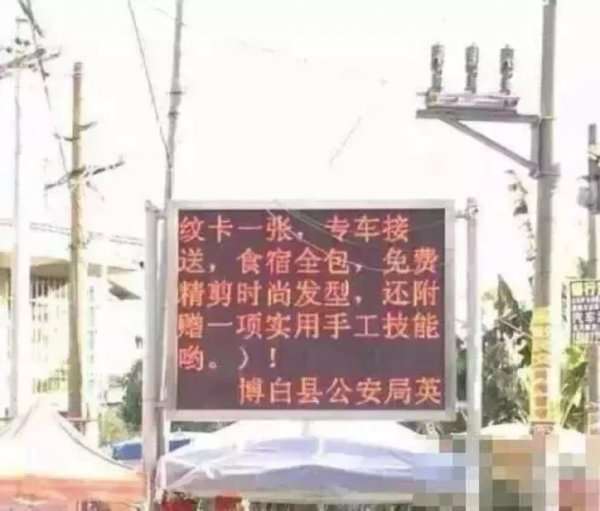 纹卡一张，专车接
送，食宿全包，免费
精剪时尚发型，还附
赠一项实用手工技能
哟。）！
博白县公安局英
汽车